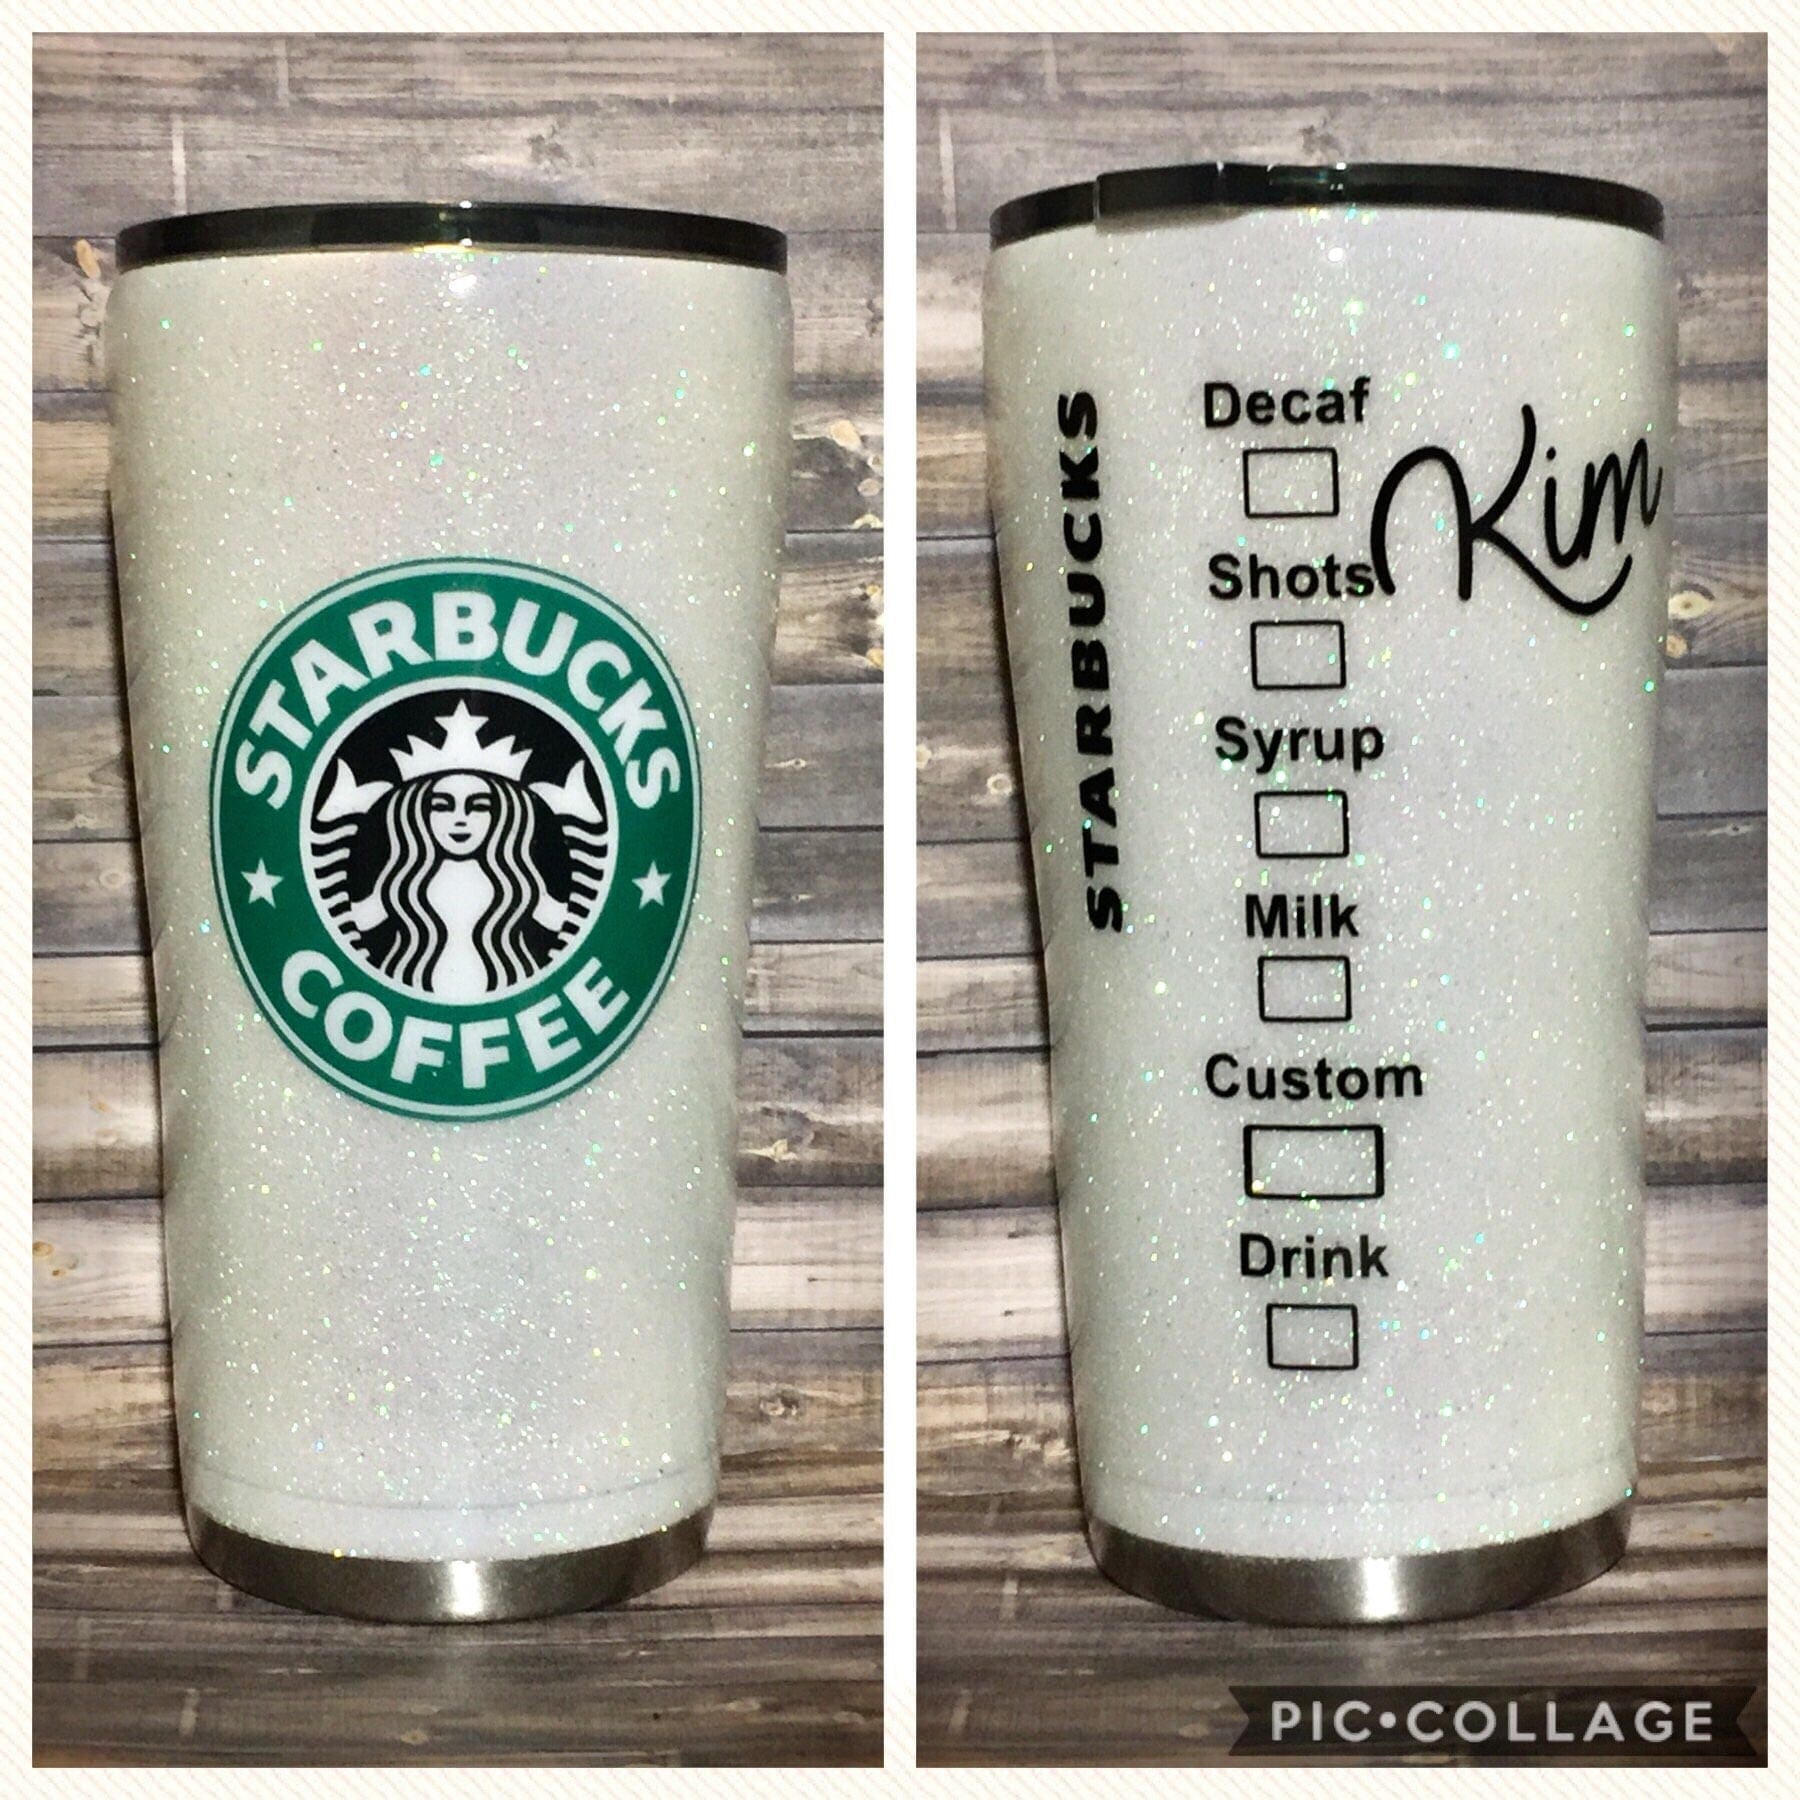 STARBUCKS
COFFEE
STARBUCKS
Decaf
Kim
Shots
Syrup
Milk
Custom
Drink
PIC•COLLAGE